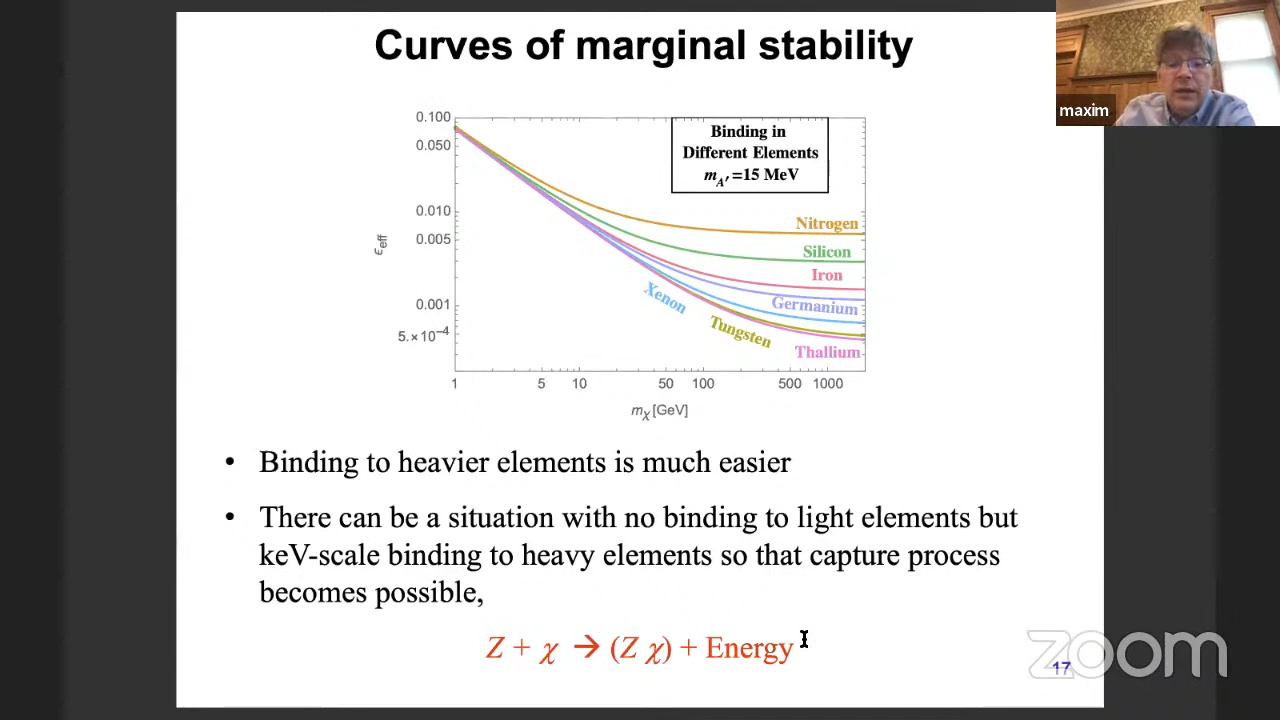 Curves of marginal stability
maxim
0.100
0.050
0.010
0.005
0.001
5.×10⁻⁴
ϵeff
Binding in
Different Elements
mA′=15 MeV
Nitrogen
Silicon
Iron
Germanium
Xenon
Tungsten
Thallium
1 5 10 50 100 500 1000
mχ[GeV]
• Binding to heavier elements is much easier
• There can be a situation with no binding to light elements but
keV-scale binding to heavy elements so that capture process
becomes possible,
Z + χ → (Z χ) + Energy
zoom
17